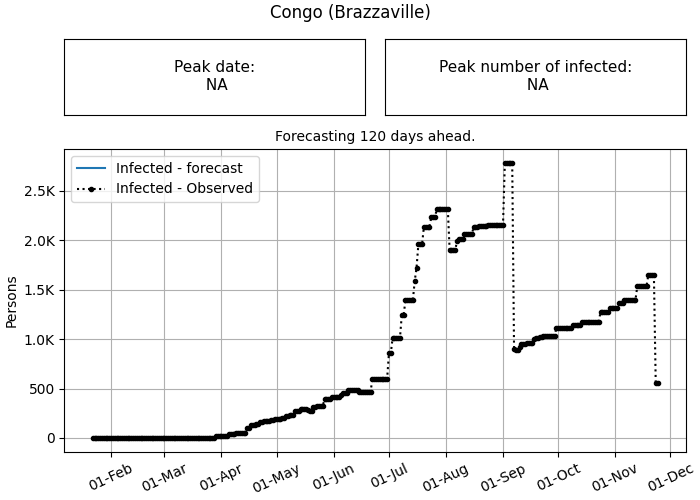 Congo (Brazzaville)
Peak date:
NA
Peak number of infected:
NA
Forecasting 120 days ahead.
Infected - forecast
Infected - Observed
Persons
2.5K
2.0K
1.5K
1.0K
500
0
01-Feb
01-Mar
01-Apr
01-May
01-Jun
01-Jul
01-Aug
01-Sep
01-Oct
01-Nov
01-Dec